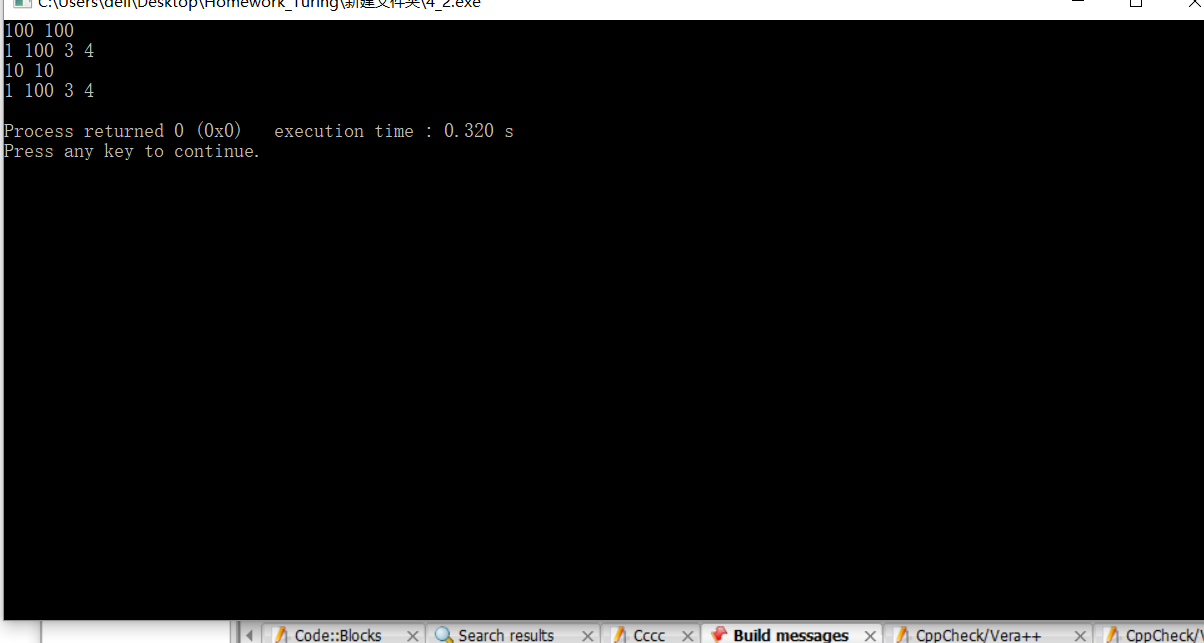 C:\Users\dell\Desktop\Homework_Turing\新建文件夹\4_2.exe
100 100
1 100 3 4
10 10
1 100 3 4
Process returned 0 (0x0)   execution time : 0.320 s
Press any key to continue.
Code::Blocks
Search results
Cccc
Build messages
CppCheck/Vera++
CppCheck/V